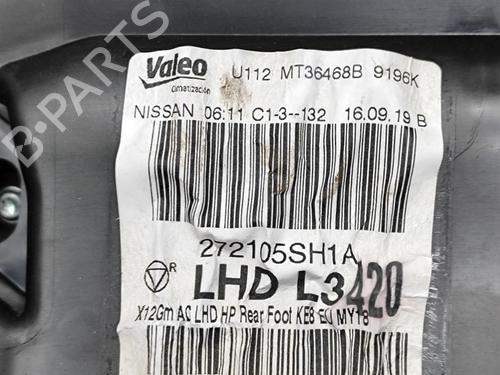 Valeo U112 MT36468B 9196K
Climatización
NISSAN 06:11 C1-3--132 16.09.19 B
272105SH1A
R LHD L3420
X12Gm AC LHD HP Rear Foot KEB EU MY18
B-Parts